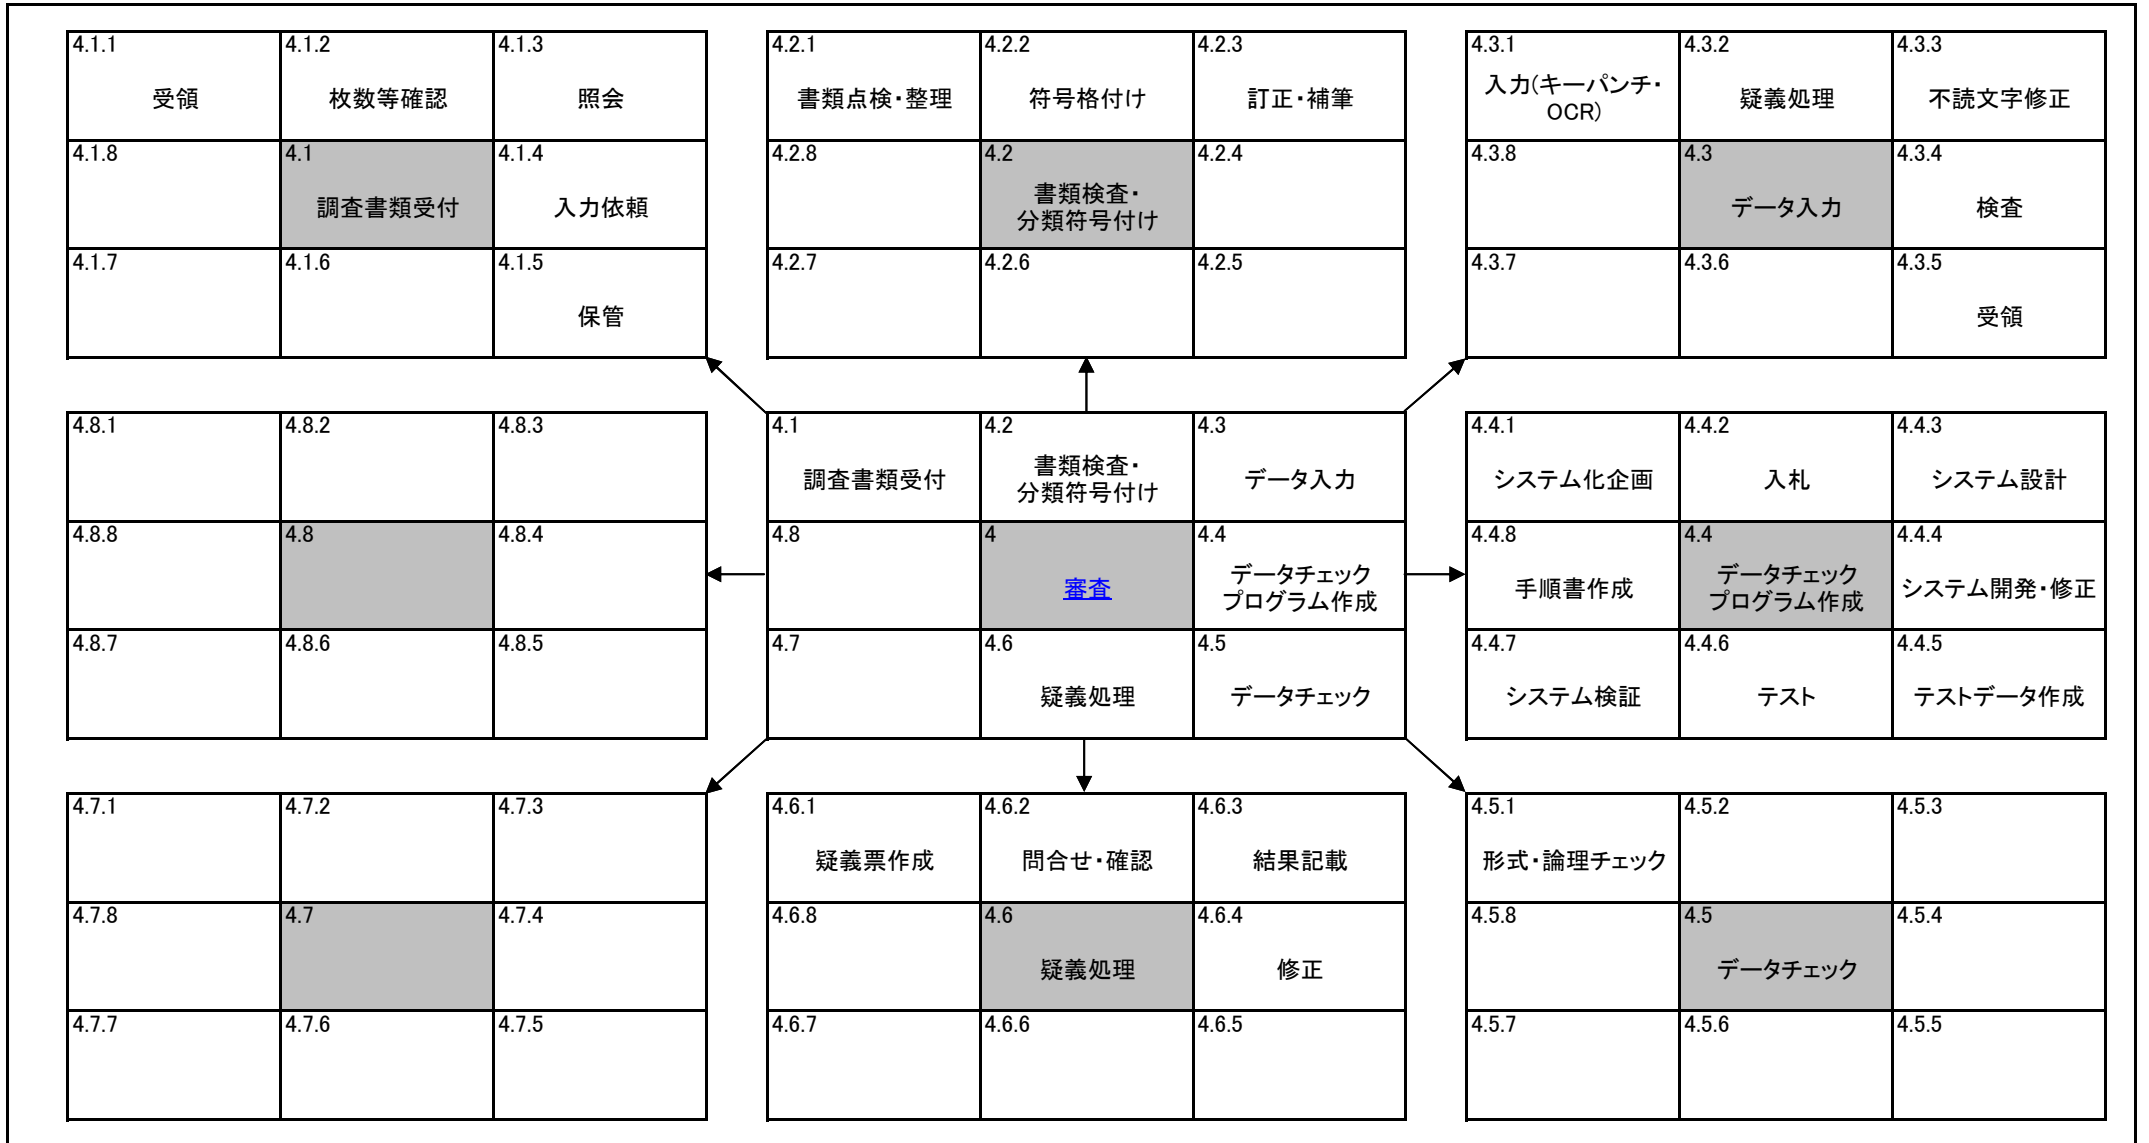 4.1.1 4.1.2 4.1.3
受領 枚数等確認 照会
4.1.8 4.1 4.1.4
調査書類受付 入力依頼
4.1.7 4.1.6 4.1.5
保管
4.2.1 4.2.2 4.2.3
書類点検・整理 符号格付け 訂正・補筆
4.2.8 4.2 4.2.4
書類検査・
分類符号付け
4.2.7 4.2.6 4.2.5
4.3.1 4.3.2 4.3.3
入力(キーパンチ・
OCR)
疑義処理 不読文字修正
4.3.8 4.3 4.3.4
データ入力 検査
4.3.7 4.3.6 4.3.5
受領
4.8.1 4.8.2 4.8.3
4.8.8 4.8 4.8.4
4.8.7 4.8.6 4.8.5
4.1 4.2 4.3
調査書類受付
書類検査・
分類符号付け
データ入力
4.8 4 4.4
審査
データチェック
プログラム作成
4.7 4.6 4.5
疑義処理 データチェック
4.4.1 4.4.2 4.4.3
システム化企画 入札 システム設計
4.4.8 4.4 4.4.4
手順書作成
データチェック
プログラム作成
システム開発・修正
4.4.7 4.4.6 4.4.5
システム検証 テスト テストデータ作成
4.7.1 4.7.2 4.7.3
4.7.8 4.7 4.7.4
4.7.7 4.7.6 4.7.5
4.6.1 4.6.2 4.6.3
疑義票作成 問合せ・確認 結果記載
4.6.8 4.6 4.6.4
疑義処理 修正
4.6.7 4.6.6 4.6.5
4.5.1 4.5.2 4.5.3
形式・論理チェック
4.5.8 4.5 4.5.4
データチェック
4.5.7 4.5.6 4.5.5